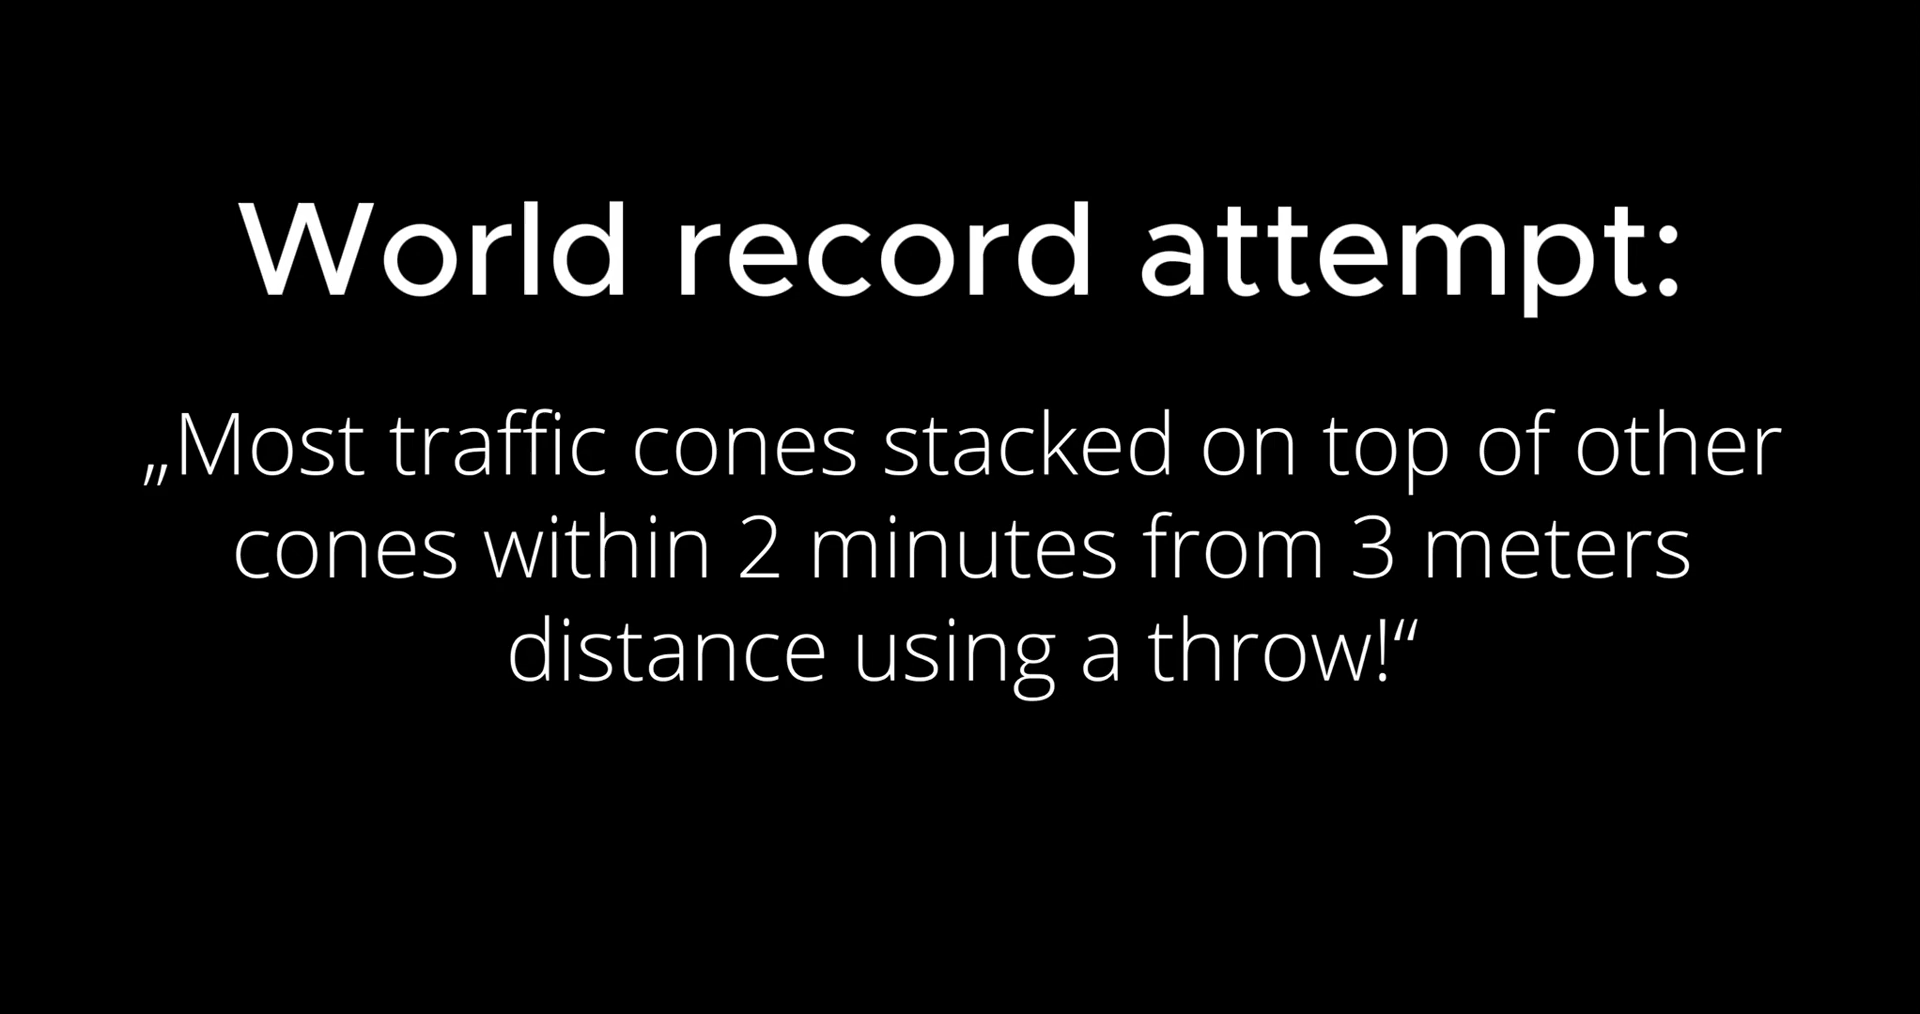 World record attempt:
„Most traffic cones stacked on top of other
cones within 2 minutes from 3 meters
distance using a throw!“